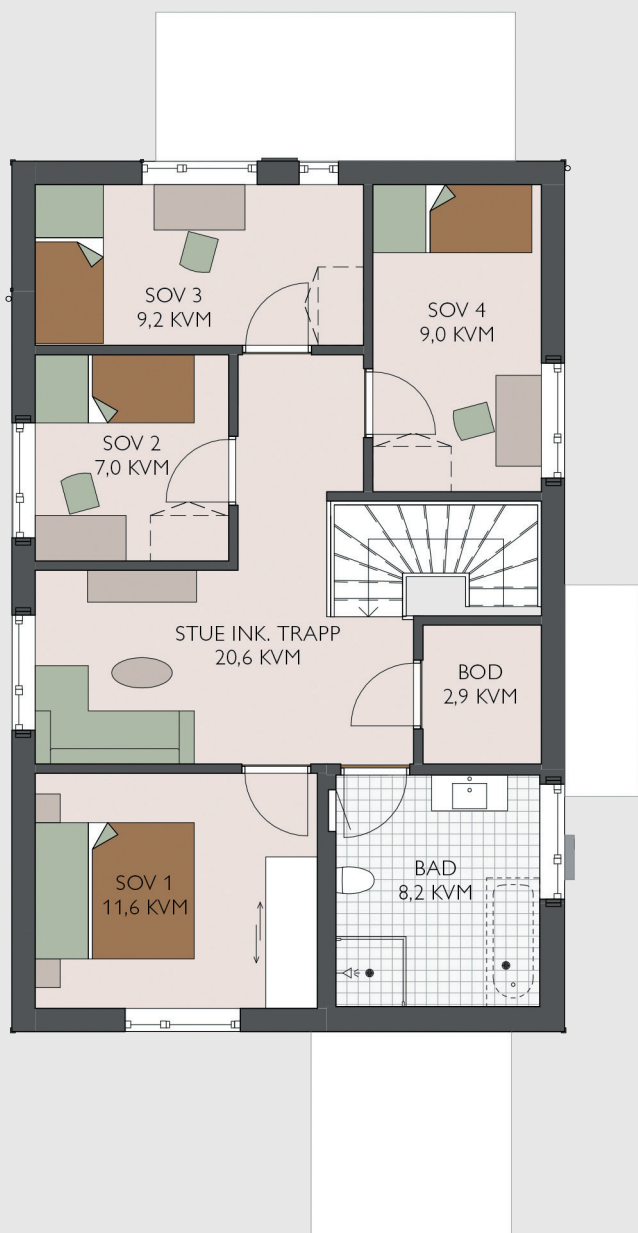 SOV 3
9,2 KVM
SOV 4
9,0 KVM
SOV 2
7,0 KVM
STUE INK. TRAPP
20,6 KVM
BOD
2,9 KVM
SOV 1
11,6 KVM
BAD
8,2 KVM